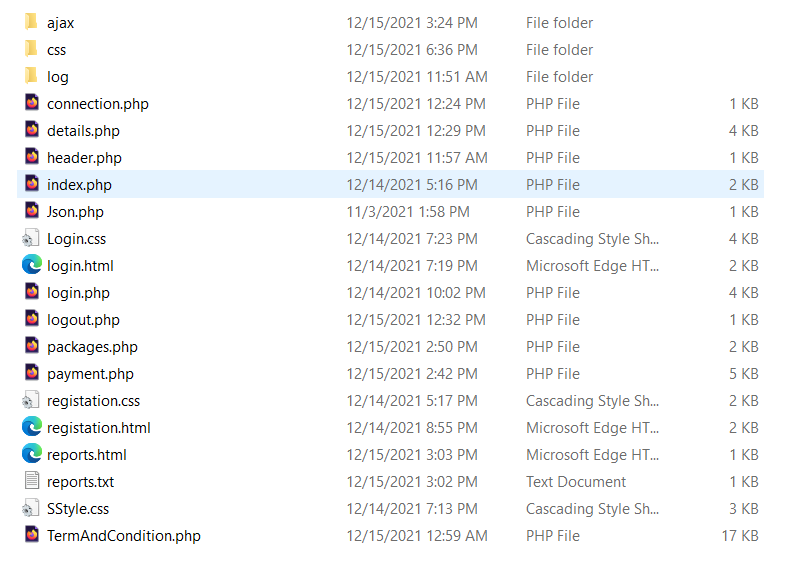 ajax 12/15/2021 3:24 PM File folder
css 12/15/2021 6:36 PM File folder
log 12/15/2021 11:51 AM File folder
connection.php 12/15/2021 12:24 PM PHP File 1 KB
details.php 12/15/2021 12:29 PM PHP File 4 KB
header.php 12/15/2021 11:57 AM PHP File 1 KB
index.php 12/14/2021 5:16 PM PHP File 2 KB
Json.php 11/3/2021 1:58 PM PHP File 1 KB
Login.css 12/14/2021 7:23 PM Cascading Style Sh... 4 KB
login.html 12/14/2021 7:19 PM Microsoft Edge HT... 2 KB
login.php 12/14/2021 10:02 PM PHP File 4 KB
logout.php 12/15/2021 12:32 PM PHP File 1 KB
packages.php 12/15/2021 2:50 PM PHP File 2 KB
payment.php 12/15/2021 2:42 PM PHP File 5 KB
registation.css 12/14/2021 5:17 PM Cascading Style Sh... 2 KB
registation.html 12/14/2021 8:55 PM Microsoft Edge HT... 2 KB
reports.html 12/15/2021 3:03 PM Microsoft Edge HT... 1 KB
reports.txt 12/15/2021 3:02 PM Text Document 1 KB
SStyle.css 12/14/2021 7:13 PM Cascading Style Sh... 3 KB
TermAndCondition.php 12/15/2021 12:59 AM PHP File 17 KB